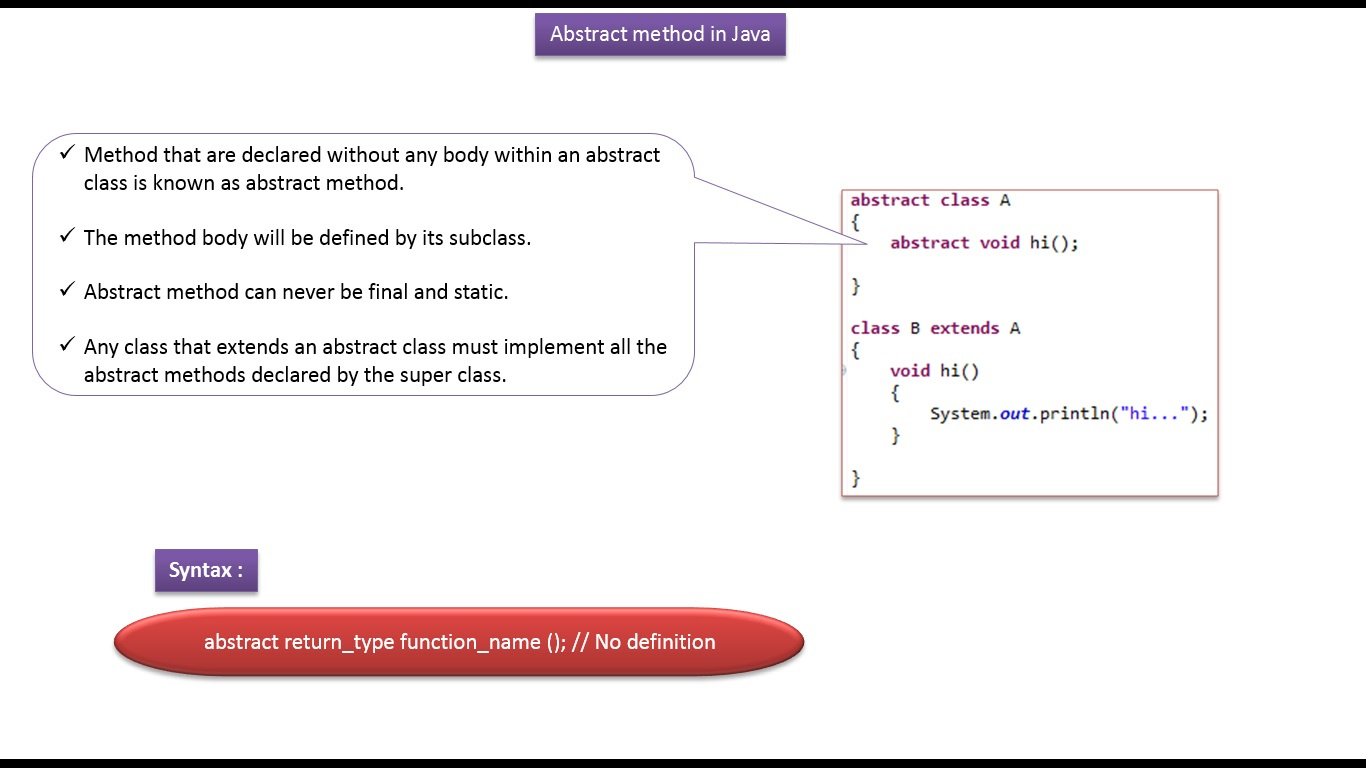 Abstract method in Java
✓ Method that are declared without any body within an abstract
class is known as abstract method.
✓ The method body will be defined by its subclass.
✓ Abstract method can never be final and static.
✓ Any class that extends an abstract class must implement all the
abstract methods declared by the super class.
abstract class A
{
    abstract void hi();
}
class B extends A
{
    void hi()
    {
        System.out.println("hi...");
    }
}
Syntax :
abstract return_type function_name (); // No definition